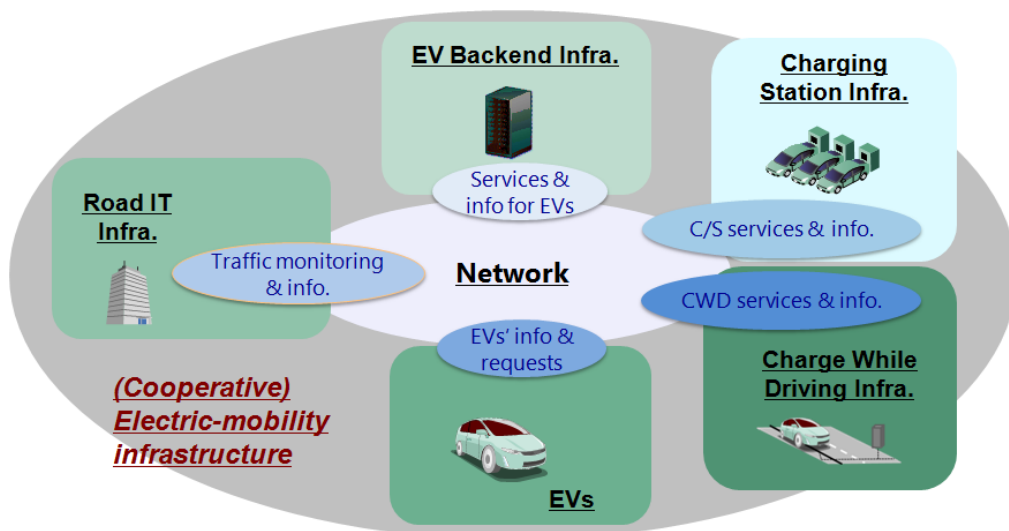 EV Backend Infra.
Services &
info for EVs
Charging
Station Infra.
C/S services & info.
Road IT
Infra.
Traffic monitoring
& info.
Network
CWD services & info.
Charge While
Driving Infra.
EVs' info &
requests
EVs
(Cooperative)
Electric-mobility
infrastructure